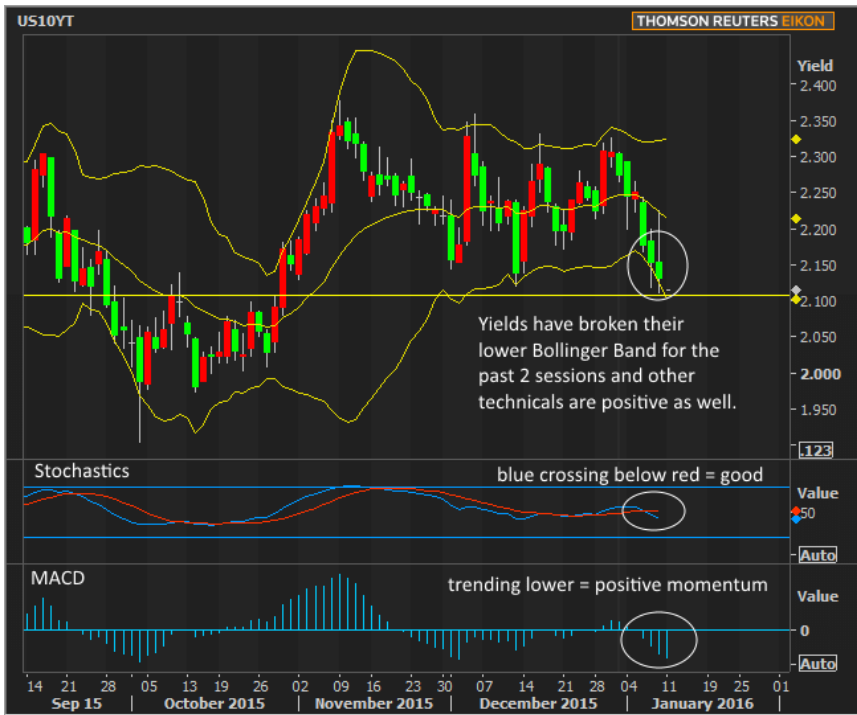 US10YT
THOMSON REUTERS EIKON
Yield
2.400
2.350
2.300
2.250
2.200
2.150
2.100
2.050
2.000
1.950
.123
Yields have broken their
lower Bollinger Band for the
past 2 sessions and other
technicals are positive as well.
Stochastics
blue crossing below red = good
Value
50
Auto
MACD
trending lower = positive momentum
Value
0
Auto
14 21 28 05 13 19 26 02 09 16 23 30 07 14 21 28 04 11 19 25 01
Sep 15 October 2015 November 2015 December 2015 January 2016